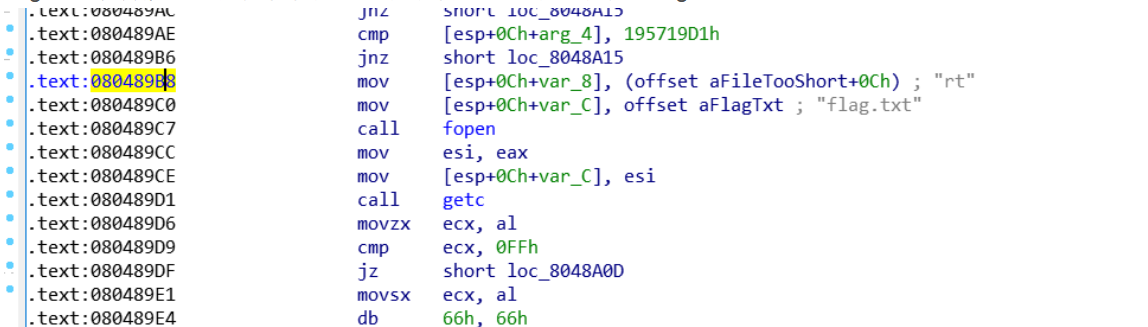 .text:080489AC jnz short loc_8048A15
.text:080489AE cmp [esp+0Ch+arg_4], 195719D1h
.text:080489B6 jnz short loc_8048A15
.text:080489B8 mov [esp+0Ch+var_8], (offset aFileTooShort+0Ch) ; "rt"
.text:080489C0 mov [esp+0Ch+var_C], offset aFlagTxt ; "flag.txt"
.text:080489C7 call fopen
.text:080489CC mov esi, eax
.text:080489CE mov [esp+0Ch+var_C], esi
.text:080489D1 call getc
.text:080489D6 movzx ecx, al
.text:080489D9 cmp ecx, 0FFh
.text:080489DF jz short loc_8048A0D
.text:080489E1 movsx ecx, al
.text:080489E4 db 66h, 66h